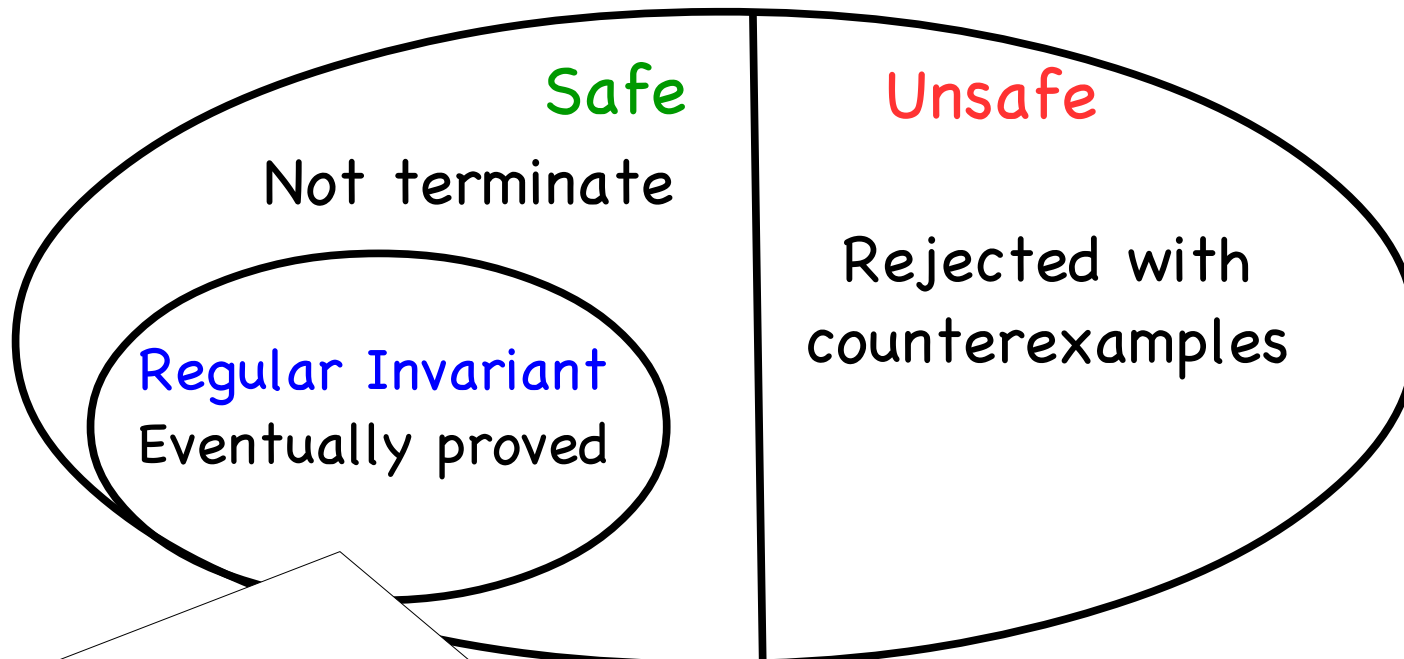 Safe
Not terminate
Regular Invariant
Eventually proved
Unsafe
Rejected with
counterexamples